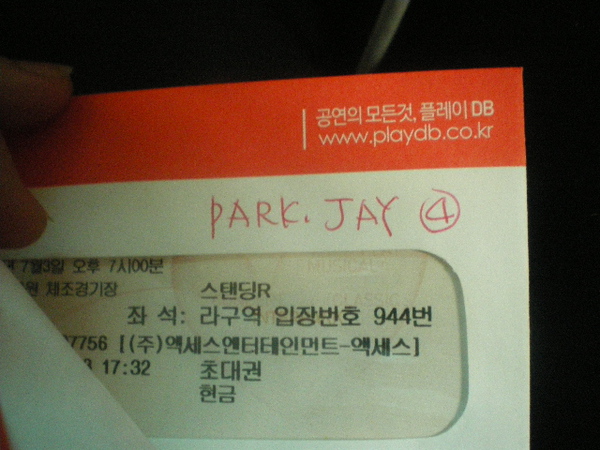 공연의 모든것, 플레이 DB
www.playdb.co.kr
PARK. JAY ④
7월3일 오후 7시00분
MUSICAL
체조경기장
스탠딩R
좌 석: 라구역 입장번호 944번
7756 [(주)액세스엔터테인먼트-액세스]
17:32
초대권
현금